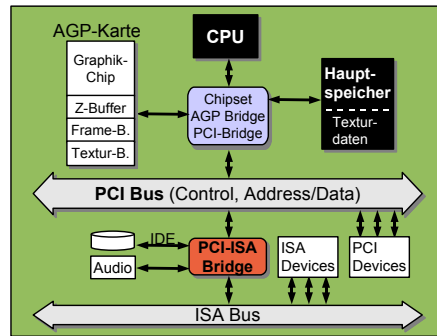 AGP-Karte
Graphik-
Chip
Z-Buffer
Frame-B.
Textur-B.
CPU
Chipset
AGP Bridge
PCI-Bridge
Haupt-
speicher
Textur-
daten
PCI Bus (Control, Address/Data)
IDE
Audio
PCI-ISA
Bridge
ISA
Devices
PCI
Devices
ISA Bus